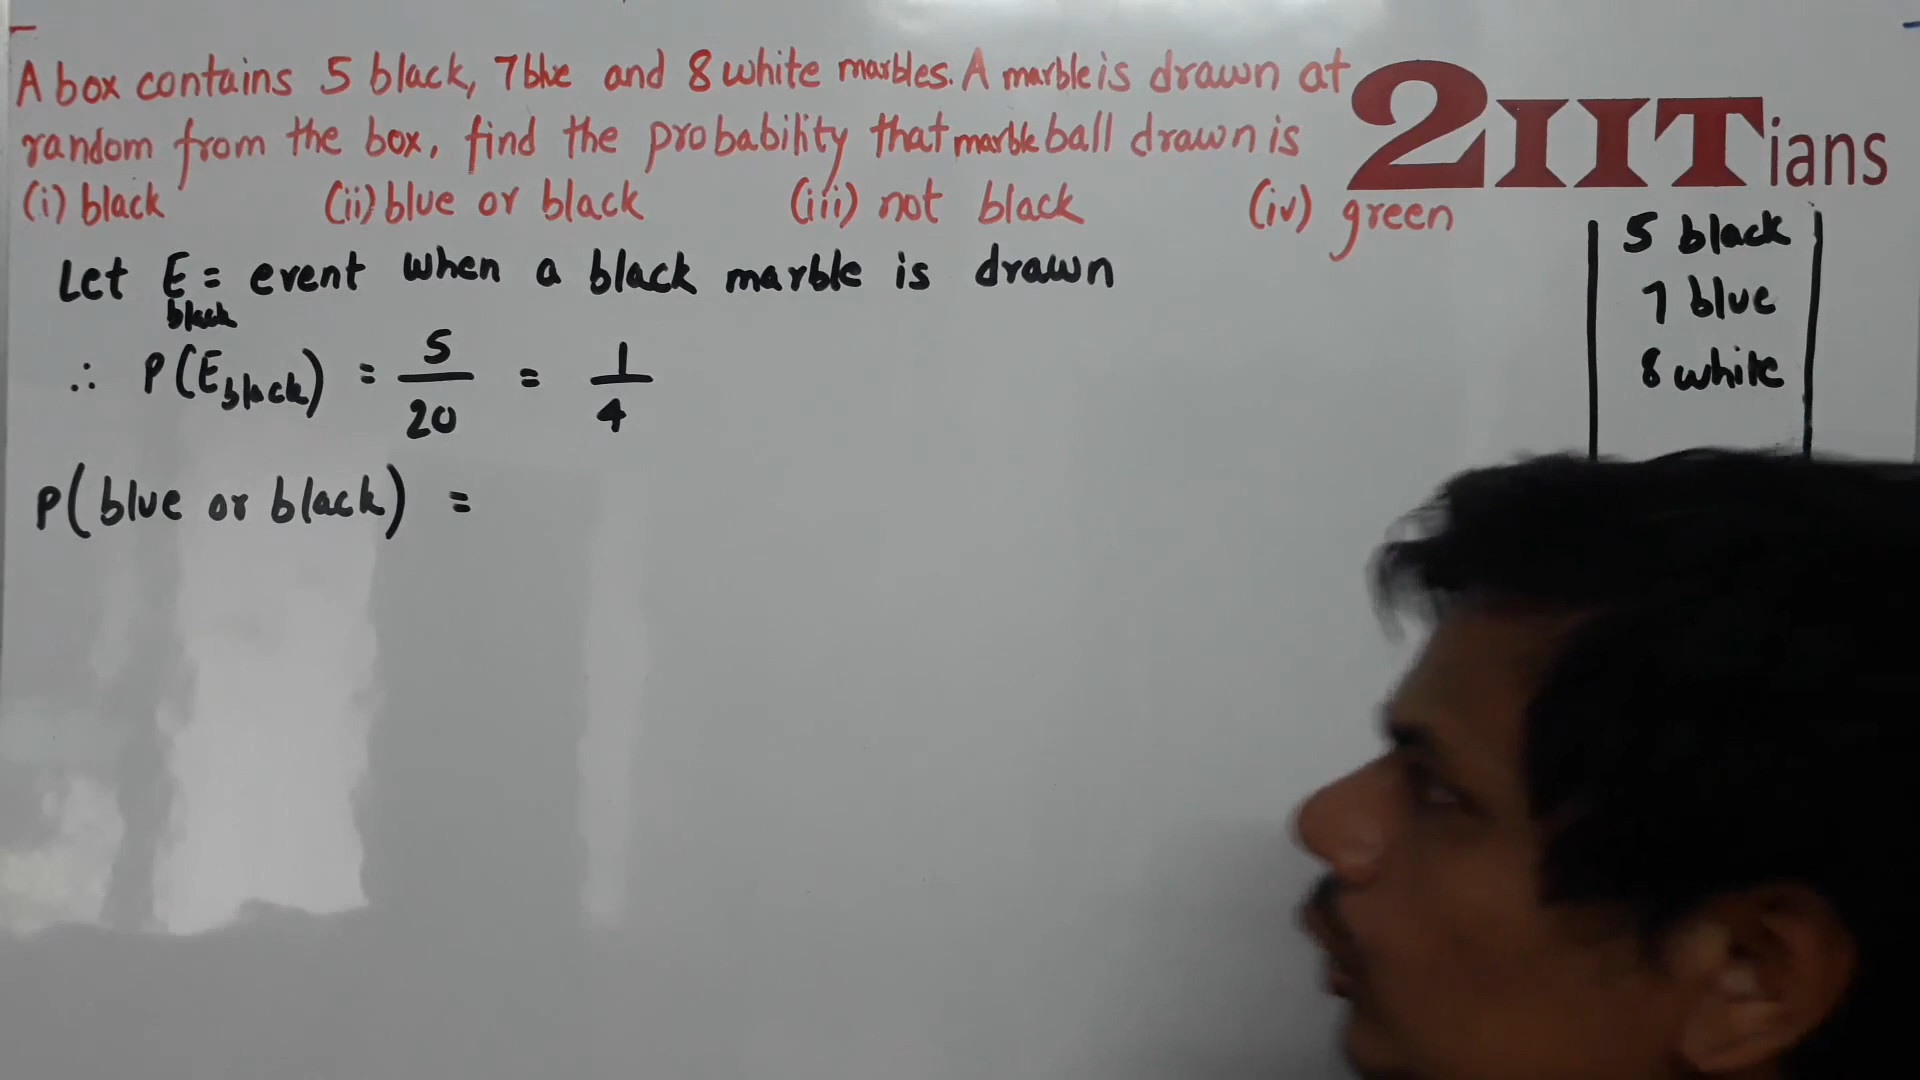 A box contains 5 black, 7 blue and 8 white marbles. A marble is drawn at
random from the box, find the probability that marble ball drawn is
(i) black (ii) blue or black (iii) not black (iv) green
2IITians
5 black
7 blue
8 white
Let E_black = event when a black marble is drawn
∴ P(E_black) = 5/20 = 1/4
P(blue or black) =